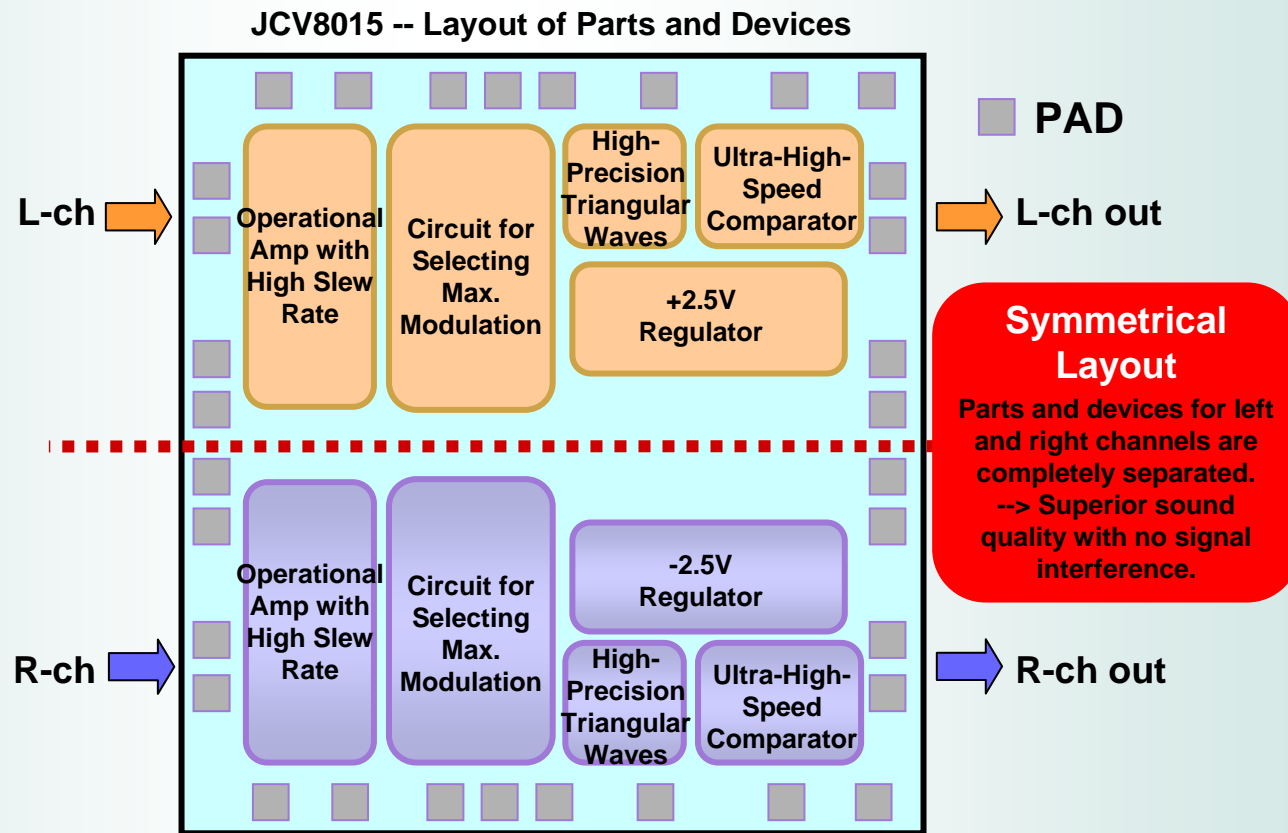 JCV8015 -- Layout of Parts and Devices
PAD
L-ch
Operational
Amp with
High Slew
Rate
Circuit for
Selecting
Max.
Modulation
High-
Precision
Triangular
Waves
Ultra-High-
Speed
Comparator
L-ch out
+2.5V
Regulator
Symmetrical
Layout
Parts and devices for left
and right channels are
completely separated.
--> Superior sound
quality with no signal
interference.
R-ch
Operational
Amp with
High Slew
Rate
Circuit for
Selecting
Max.
Modulation
-2.5V
Regulator
High-
Precision
Triangular
Waves
Ultra-High-
Speed
Comparator
R-ch out